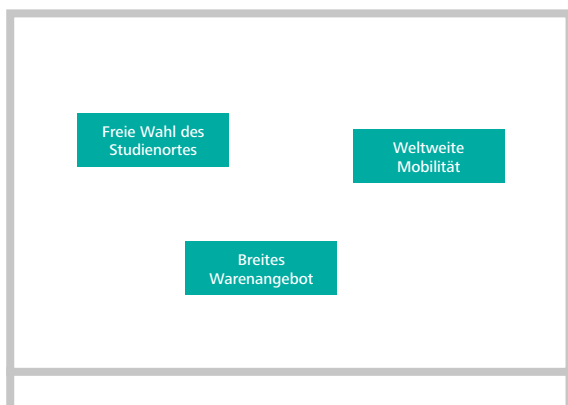 Freie Wahl des
Studienortes
Weltweite
Mobilität
Breites
Warenangebot